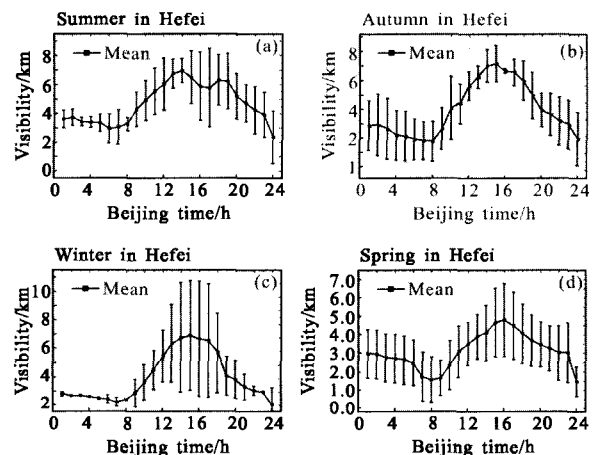 Summer in Hefei
(a)
Mean
Visibility/km
8
6
4
2
0
0 4 8 12 16 20 24
Beijing time/h
Autumn in Hefei
(b)
Mean
Visibility/km
8
6
4
2
1
0 4 8 12 16 20 24
Beijing time/h
Winter in Hefei
(c)
Mean
Visibility/km
10
8
6
4
2
0 4 8 12 16 20 24
Beijing time/h
Spring in Hefei
(d)
Mean
Visibility/km
7.0
6.0
5.0
4.0
3.0
2.0
1.0
0.0
0 4 8 12 16 20 24
Beijing time/h